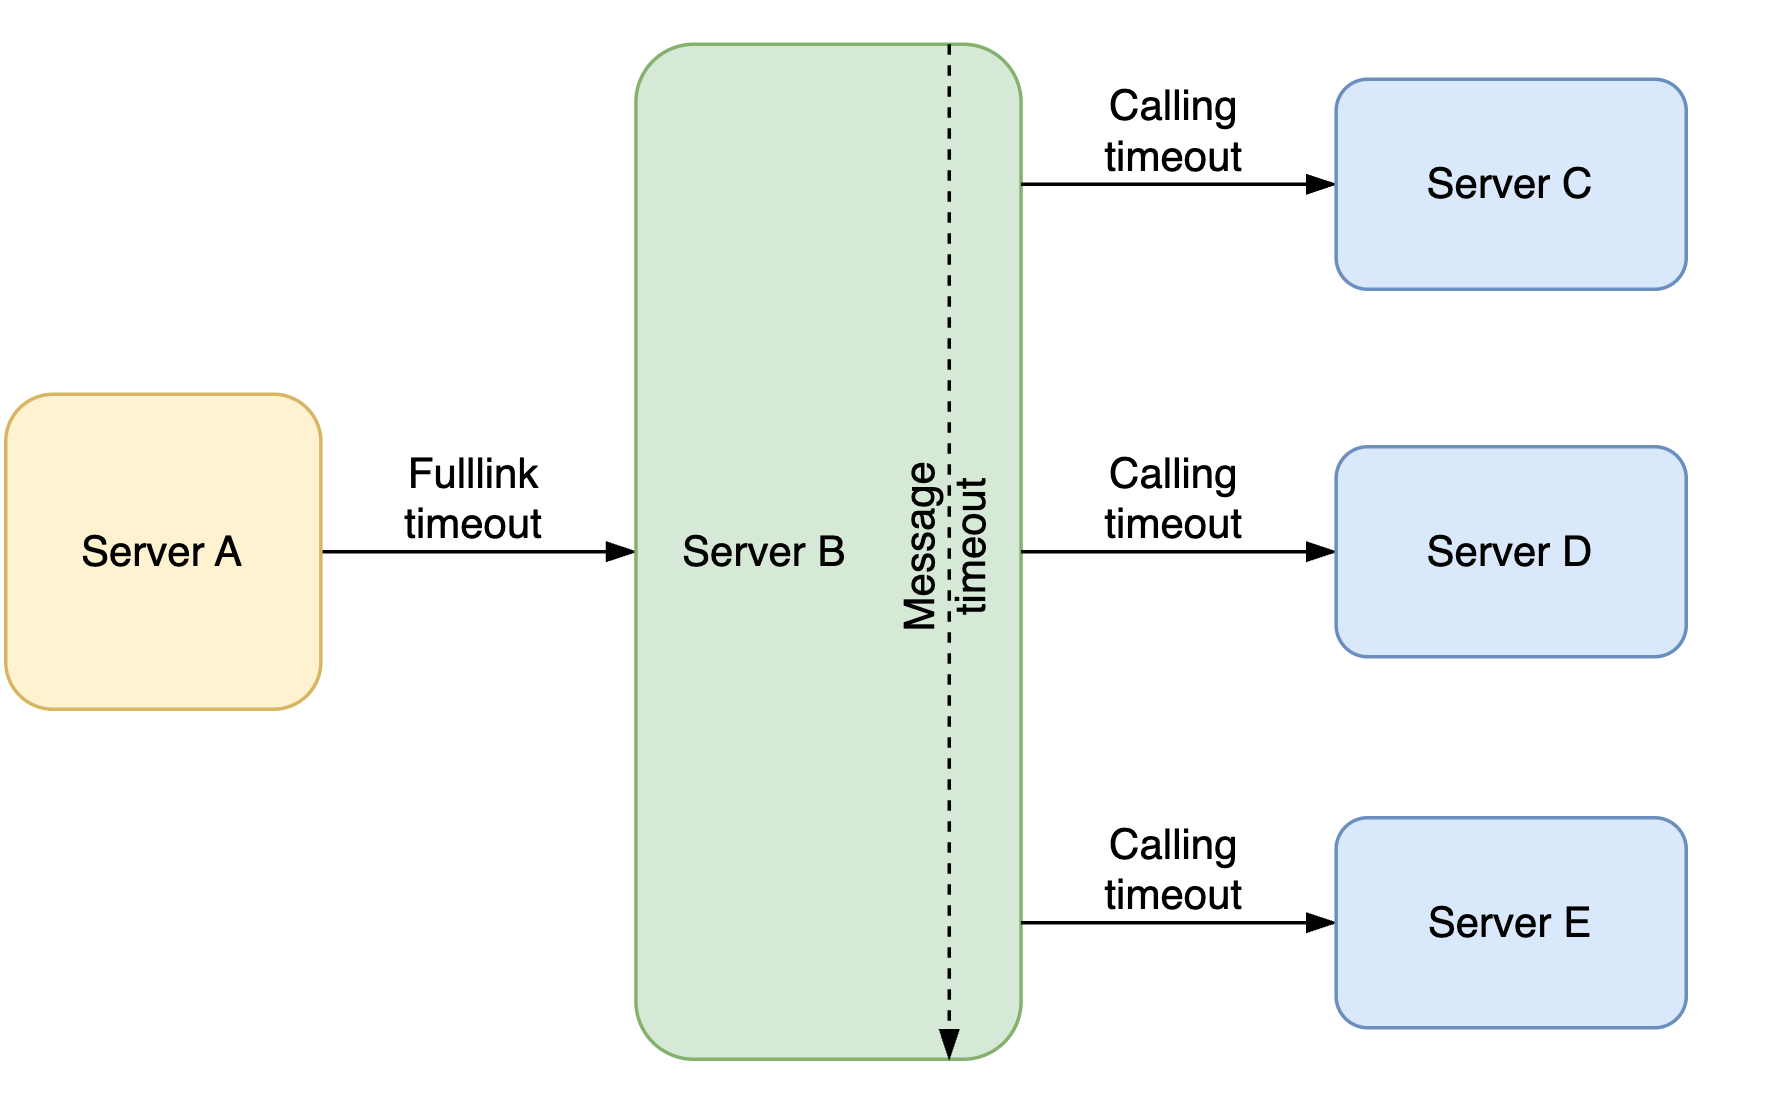 Server A
Fulllink
timeout
Server B
Message
timeout
Calling
timeout
Server C
Calling
timeout
Server D
Calling
timeout
Server E